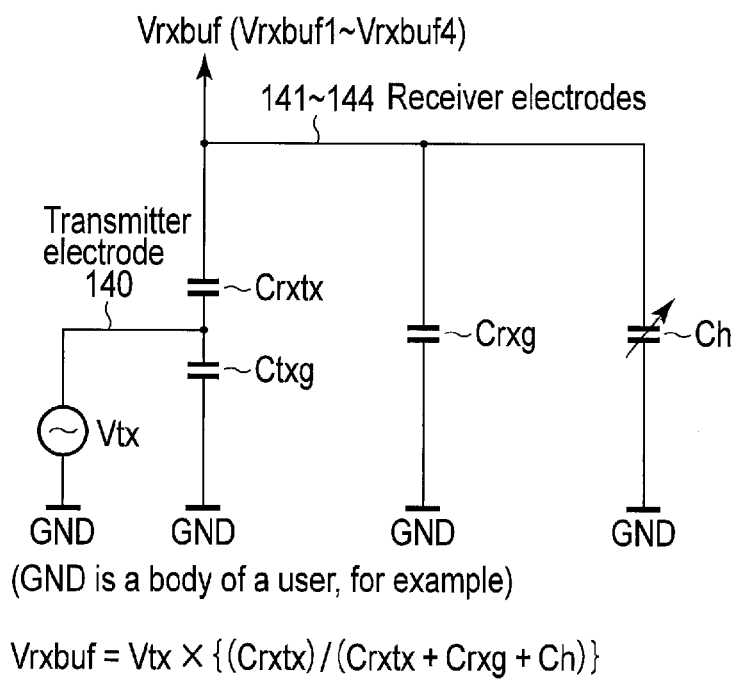 Vrxbuf (Vrxbuf1~Vrxbuf4)
141~144 Receiver electrodes
Transmitter
electrode
140
Crxtx
Ctxg
Crxg
Ch
Vtx
GND GND GND GND
(GND is a body of a user, for example)
Vrxbuf = Vtx × {(Crxtx)/(Crxtx + Crxg + Ch)}